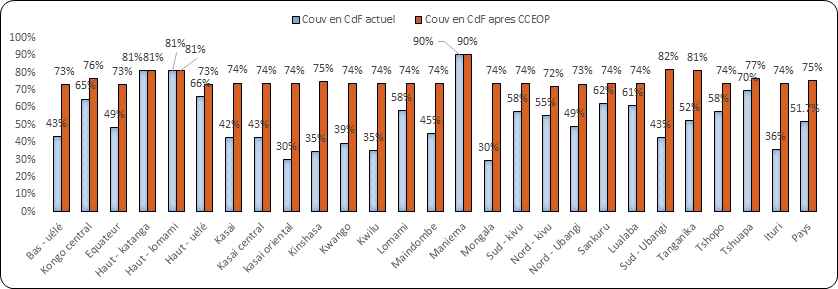 Couv en CdF actuel Couv en CdF apres CCEOP
100%
90%
80%
70%
60%
50%
40%
30%
20%
10%
0%
43% 73%
65% 76%
49% 73%
81% 81%
81% 81%
66% 73%
42% 74%
43% 74%
30% 74%
35% 75%
39% 74%
35% 74%
58% 74%
45% 74%
90% 90%
30% 74%
58% 74%
55% 72%
49% 73%
62% 74%
61% 74%
43% 82%
52% 81%
58% 74%
70% 77%
36% 74%
51.7% 75%
Bas - uélé
Kongo central
Equateur
Haut - katanga
Haut - lomami
Haut - uélé
Kasai
Kasai central
kasai oriental
Kinshasa
Kwango
Kwilu
Lomami
Maindombe
Maniema
Mongala
Sud - kivu
Nord - kivu
Nord - Ubangi
Sankuru
Lualaba
Sud - Ubangi
Tanganika
Tshopo
Tshuapa
Ituri
Pays